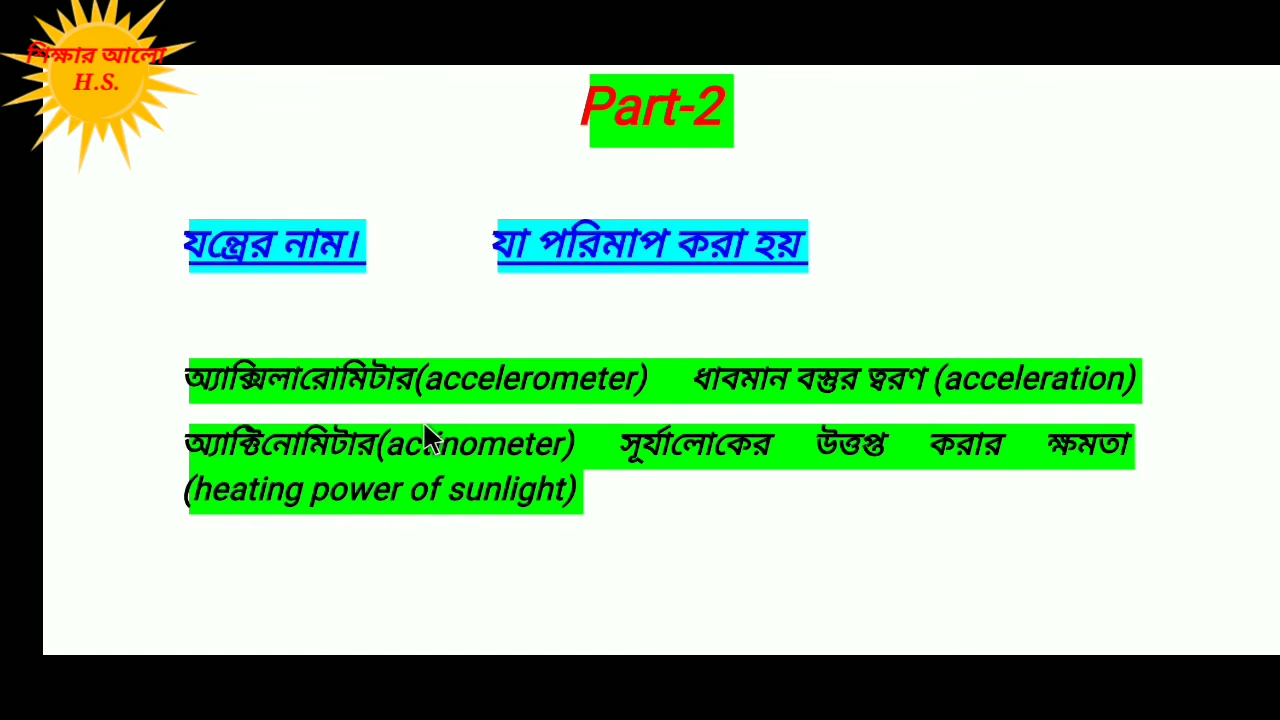 শিক্ষার আলো
H.S.
Part-2
যন্ত্রের নাম। যা পরিমাপ করা হয়
অ্যাক্সিলারোমিটার(accelerometer) ধাবমান বস্তুর ত্বরণ (acceleration)
অ্যাক্টিনোমিটার(actinometer) সূর্যালোকের উত্তপ্ত করার ক্ষমতা
(heating power of sunlight)